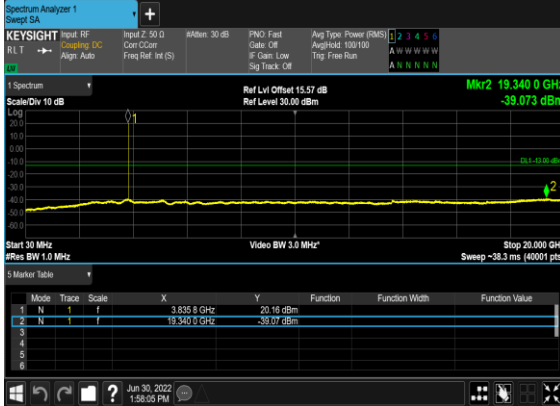 Spectrum Analyzer 1
Swept SA
+
KEYSIGHT Input: RF Input Z: 50 Ω #Atten: 30 dB PNO: Fast Avg Type: Power (RMS) 1 2 3 4 5 6
RLT Coupling: DC Corr CCorr Gate: Off Avg|Hold: 100/100 A W W W W W
Align: Auto Freq Ref: Int (S) IF Gain: Low Trig: Free Run
LXI Sig Track: Off A N N N N N
1 Spectrum Ref Lvl Offset 15.57 dB Mkr2 19.340 0 GHz
Scale/Div 10 dB Ref Level 30.00 dBm -39.073 dBm
Log
20.0
10.0
0.00
-10.0
DL1 -13.00 dBm
-20.0
-30.0
-40.0
-50.0
-60.0
1
2
Start 30 MHz Video BW 3.0 MHz* Stop 20.000 GH
#Res BW 1.0 MHz Sweep ~38.3 ms (40001 pts
5 Marker Table
Mode Trace Scale X Y Function Function Width Function Value
1 N 1 f 3.835 8 GHz 20.16 dBm
2 N 1 f 19.340 0 GHz -39.07 dBm
3
4
5
6
? Jun 30, 2022
1:58:05 PM